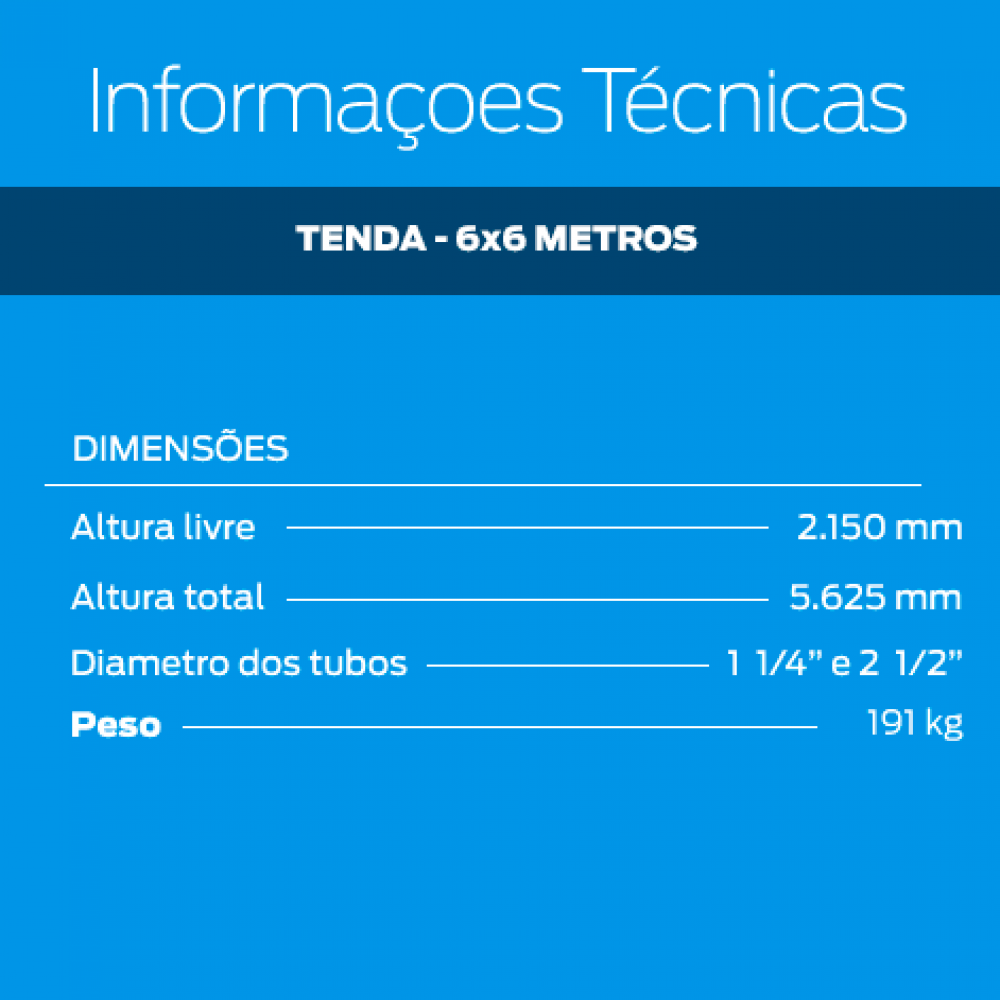 Informaçoes Técnicas
TENDA - 6x6 METROS
DIMENSÕES
Altura livre 2.150 mm
Altura total 5.625 mm
Diametro dos tubos 1 1/4” e 2 1/2”
Peso 191 kg